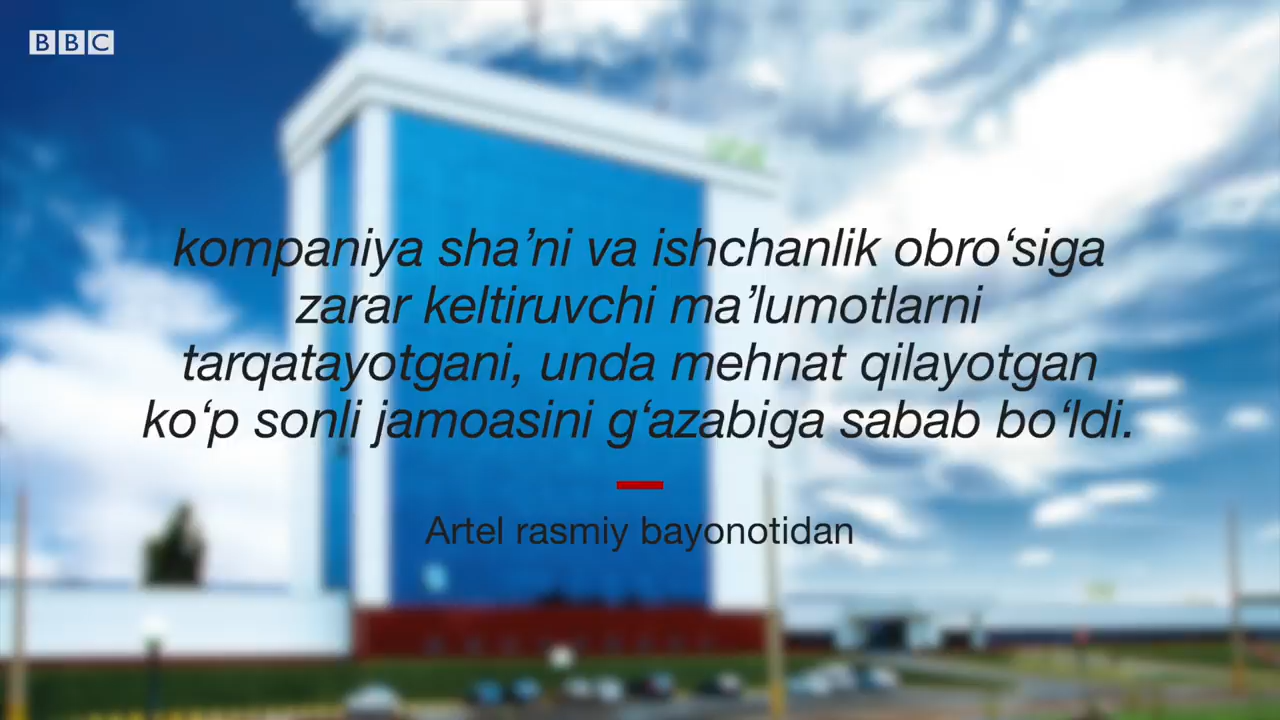 BBC
kompaniya sha’ni va ishchanlik obro‘siga
zarar keltiruvchi ma’lumotlarni
tarqatayotgani, unda mehnat qilayotgan
ko‘p sonli jamoasini g‘azabiga sabab bo‘ldi.
Artel rasmiy bayonotidan